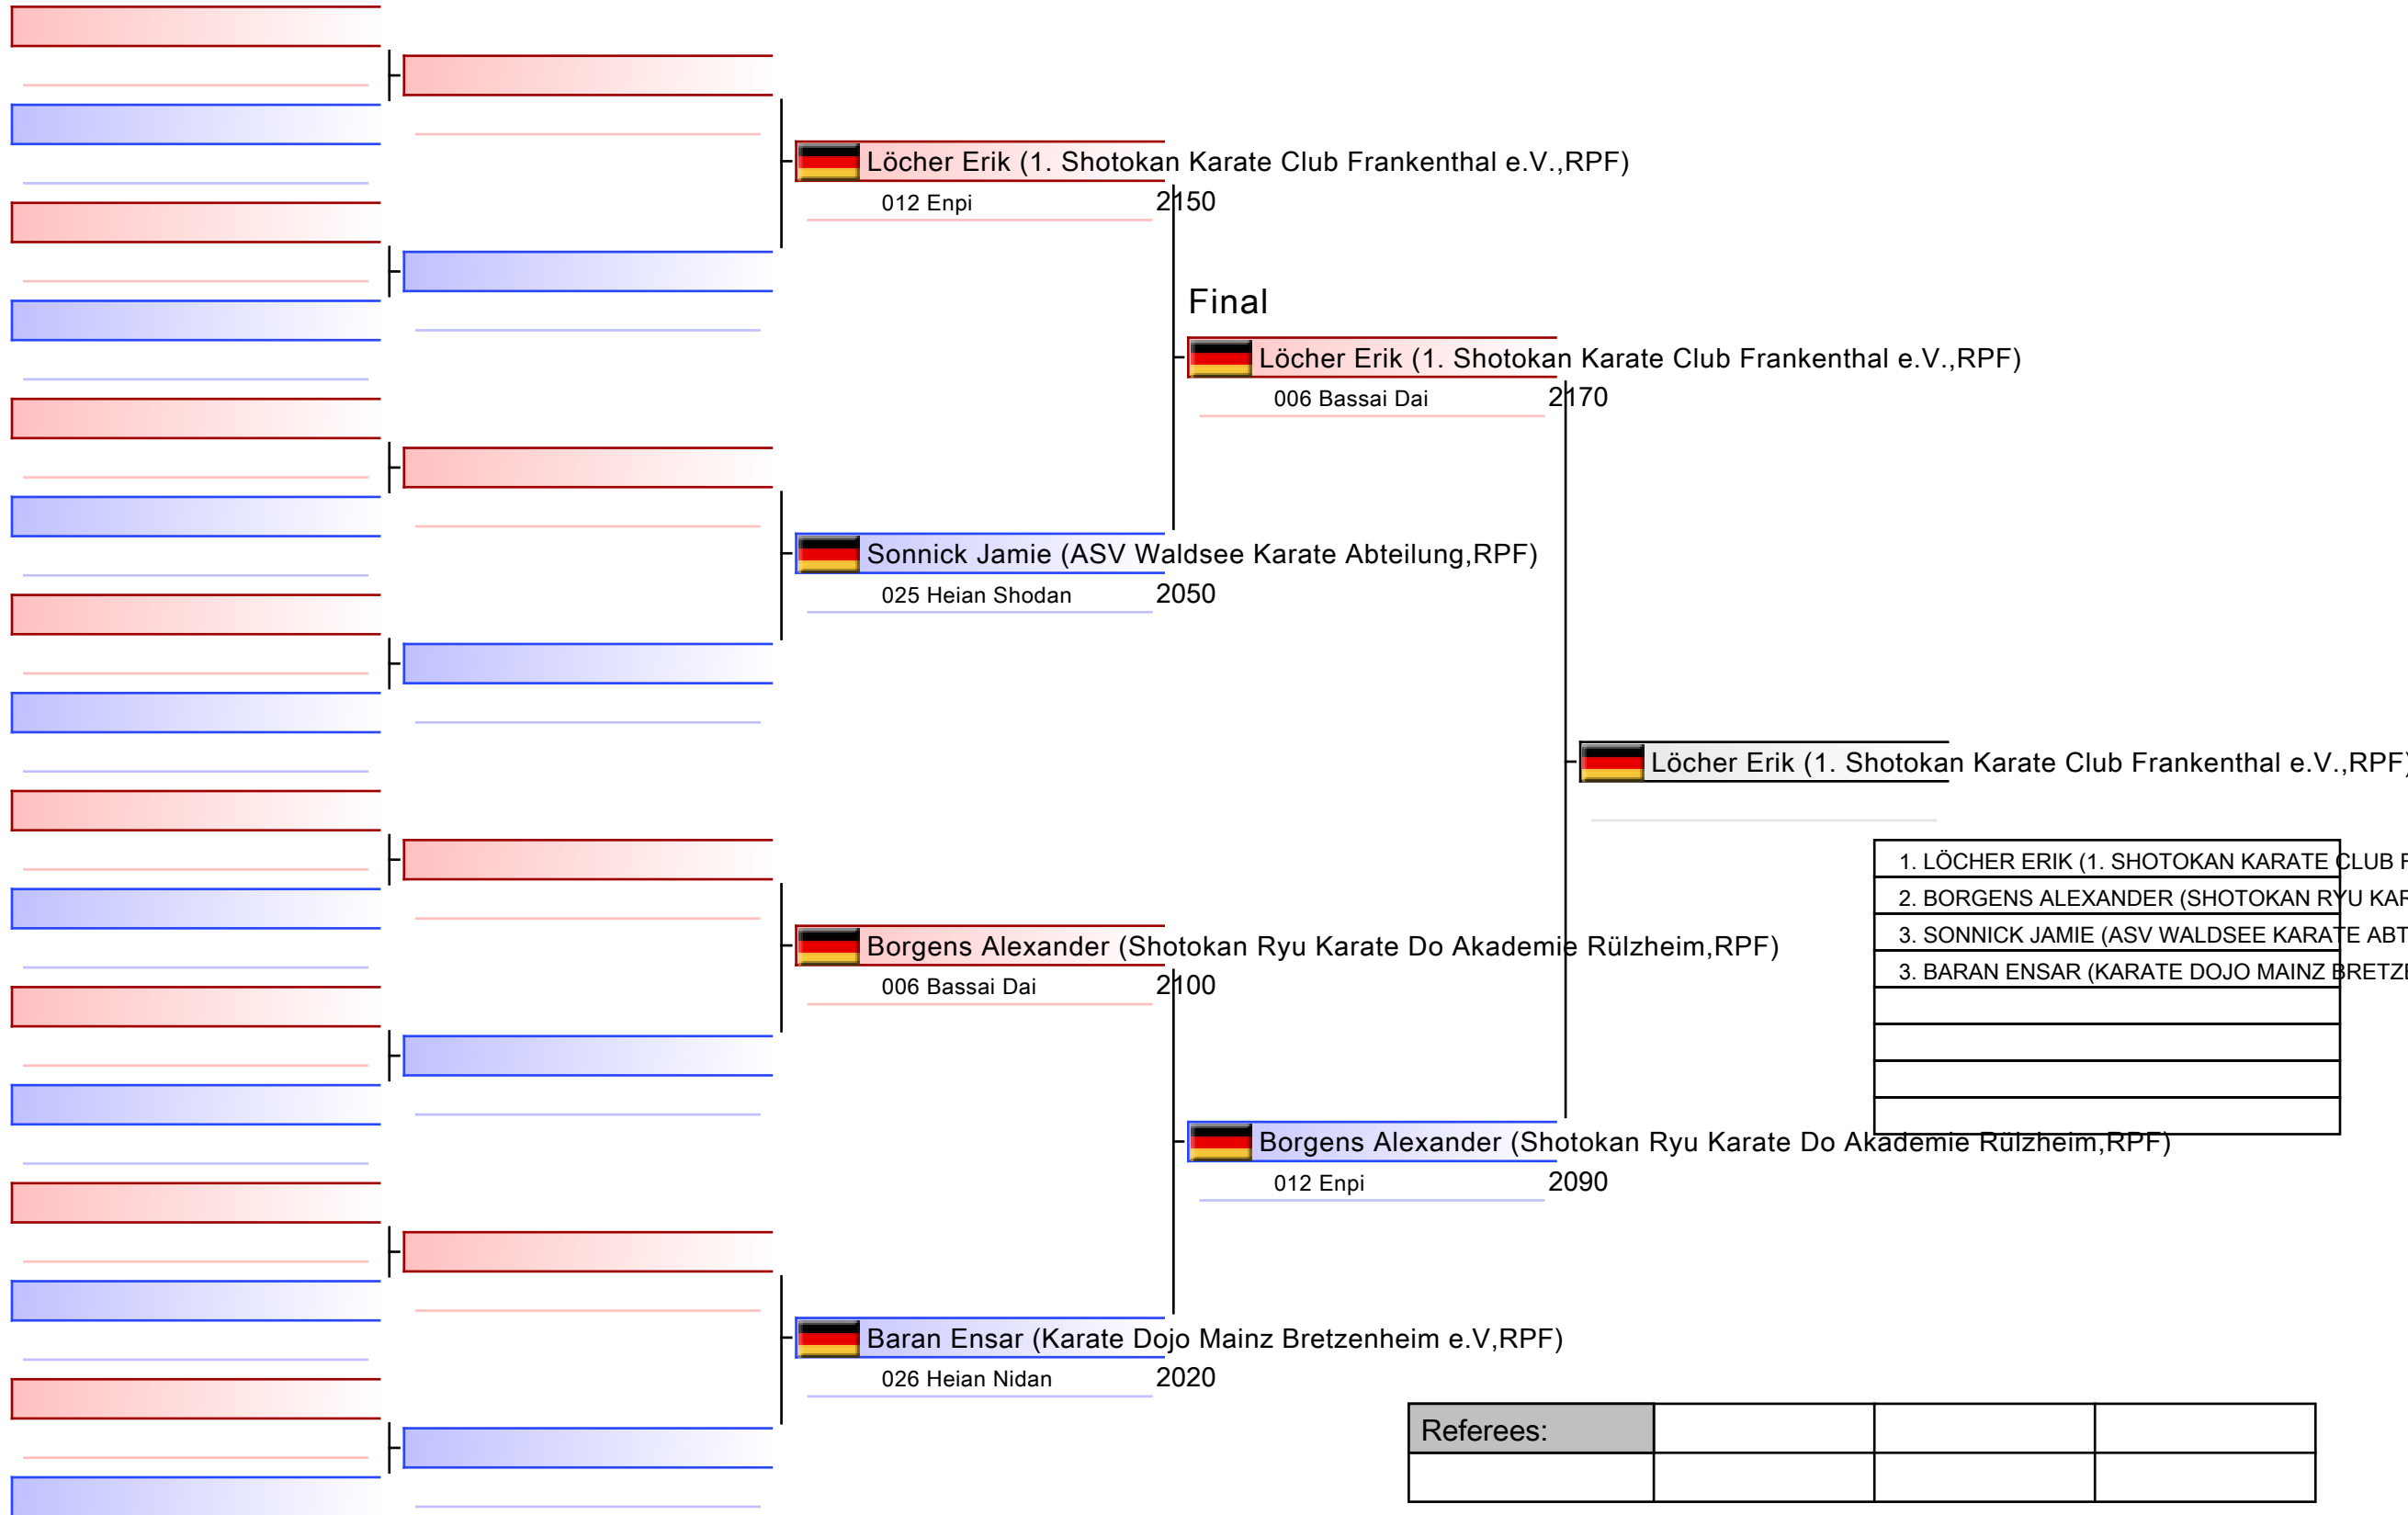 Löcher Erik (1. Shotokan Karate Club Frankenthal e.V.,RPF)
012 Enpi 2150
Final
Löcher Erik (1. Shotokan Karate Club Frankenthal e.V.,RPF)
006 Bassai Dai 2170
Sonnick Jamie (ASV Waldsee Karate Abteilung,RPF)
025 Heian Shodan 2050
Löcher Erik (1. Shotokan Karate Club Frankenthal e.V.,RPF)
1. LÖCHER ERIK (1. SHOTOKAN KARATE CLUB F
2. BORGENS ALEXANDER (SHOTOKAN RYU KAR
3. SONNICK JAMIE (ASV WALDSEE KARATE ABT
3. BARAN ENSAR (KARATE DOJO MAINZ BRETZE
Borgens Alexander (Shotokan Ryu Karate Do Akademie Rülzheim,RPF)
006 Bassai Dai 2100
Borgens Alexander (Shotokan Ryu Karate Do Akademie Rülzheim,RPF)
012 Enpi 2090
Baran Ensar (Karate Dojo Mainz Bretzenheim e.V,RPF)
026 Heian Nidan 2020
Referees: